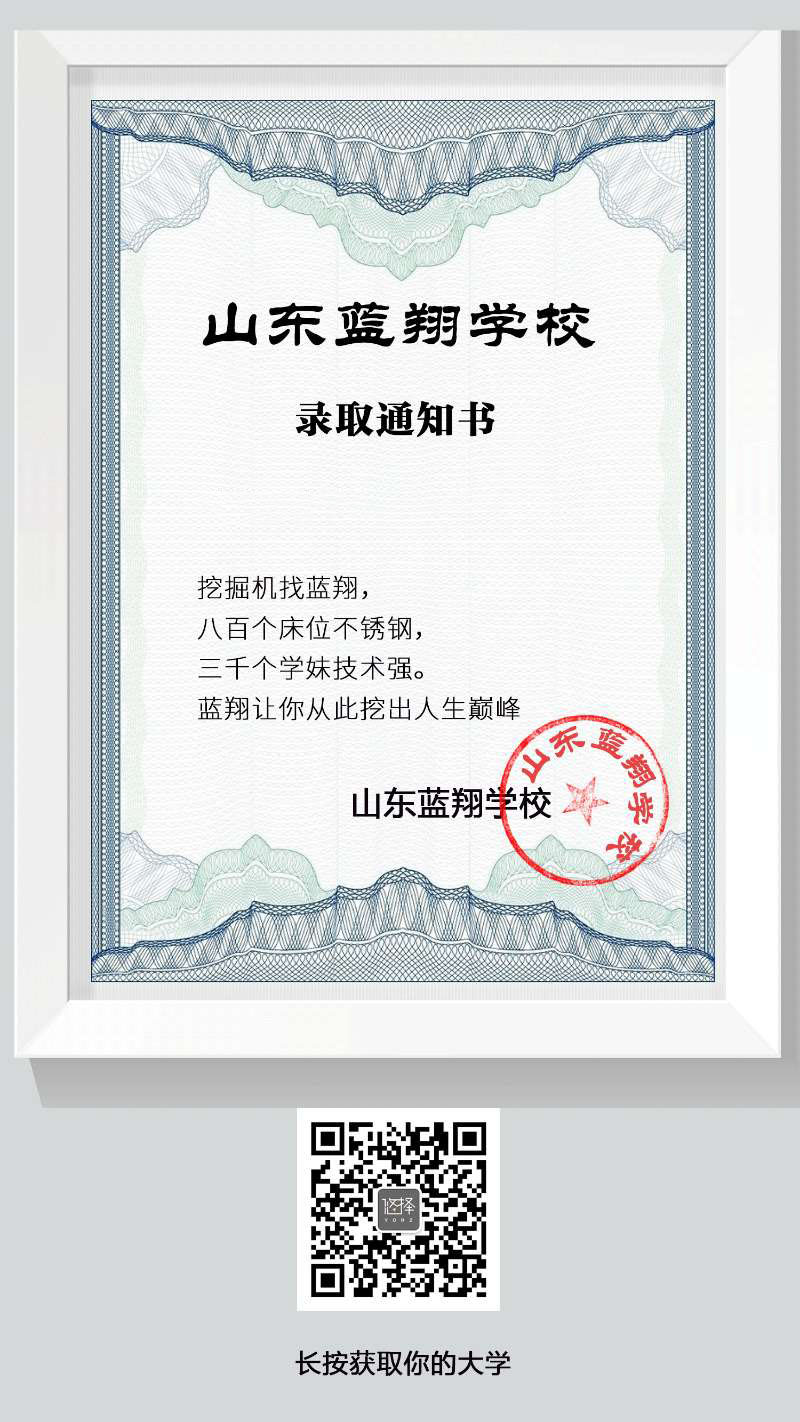 山东蓝翔学校
录取通知书
挖掘机找蓝翔，
八百个床位不锈钢，
三千个学妹技术强。
蓝翔让你从此挖出人生巅峰
山东蓝翔学校
山东蓝翔学校
悠择
YOHZ
长按获取你的大学